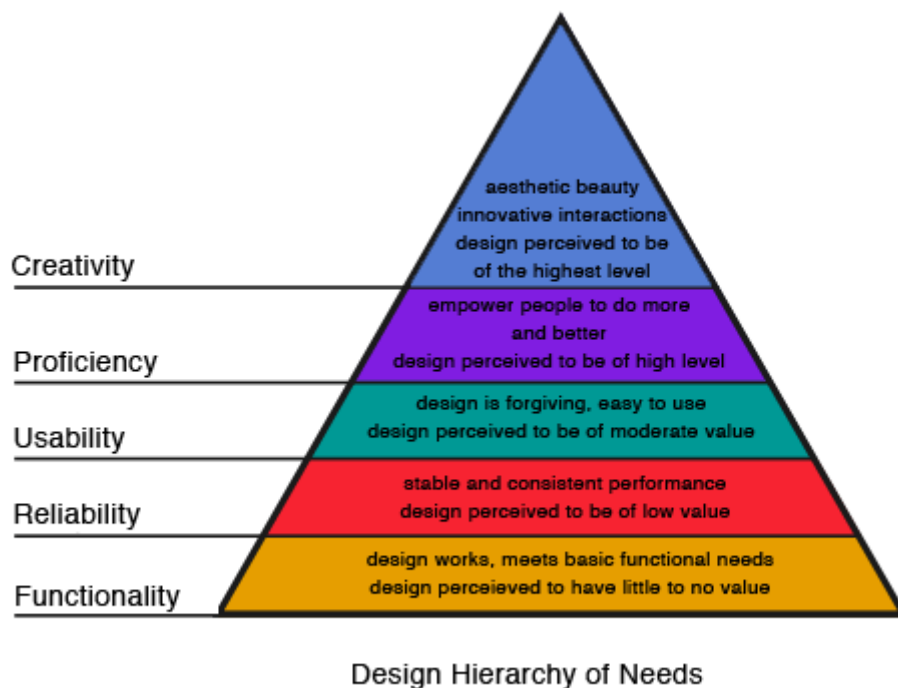 aesthetic beauty
innovative interactions
design perceived to be
of the highest level
Creativity
empower people to do more
and better
design perceived to be of high level
Proficiency
design is forgiving, easy to use
design perceived to be of moderate value
Usability
stable and consistent performance
design perceived to be of low value
Reliability
design works, meets basic functional needs
design perceieved to have little to no value
Functionality
Design Hierarchy of Needs